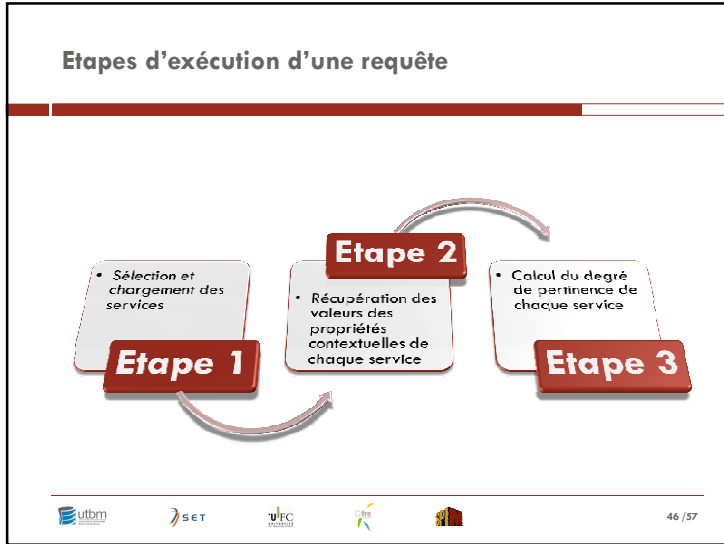 Etapes d'exécution d'une requête
• Sélection et
chargement des
services
Etape 1
Etape 2
• Récupération des
valeurs des
propriétés
contextuelles de
chaque service
• Calcul du degré
de pertinence de
chaque service
Etape 3
utbm
SET
UFC
46 /57